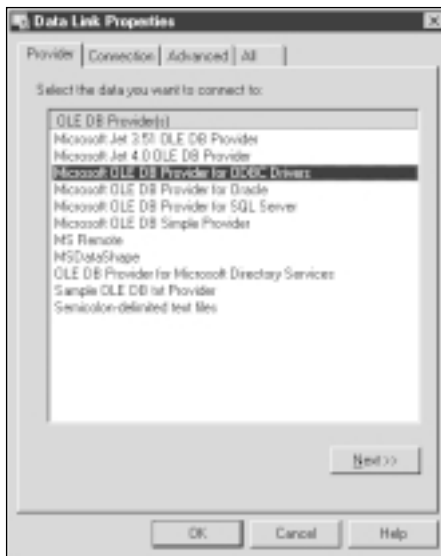 Data Link Properties
Provider Connection Advanced All
Select the data you want to connect to:
OLE DB Provider(s)
Microsoft Jet 3.51 OLE DB Provider
Microsoft Jet 4.0 OLE DB Provider
Microsoft OLE DB Provider for ODBC Drivers
Microsoft OLE DB Provider for Oracle
Microsoft OLE DB Provider for SQL Server
Microsoft OLE DB Simple Provider
MS Remote
MSDataShape
OLE DB Provider for Microsoft Directory Services
Sample OLE DB txt Provider
Semicolon-delimited text files
Next >>
OK Cancel Help